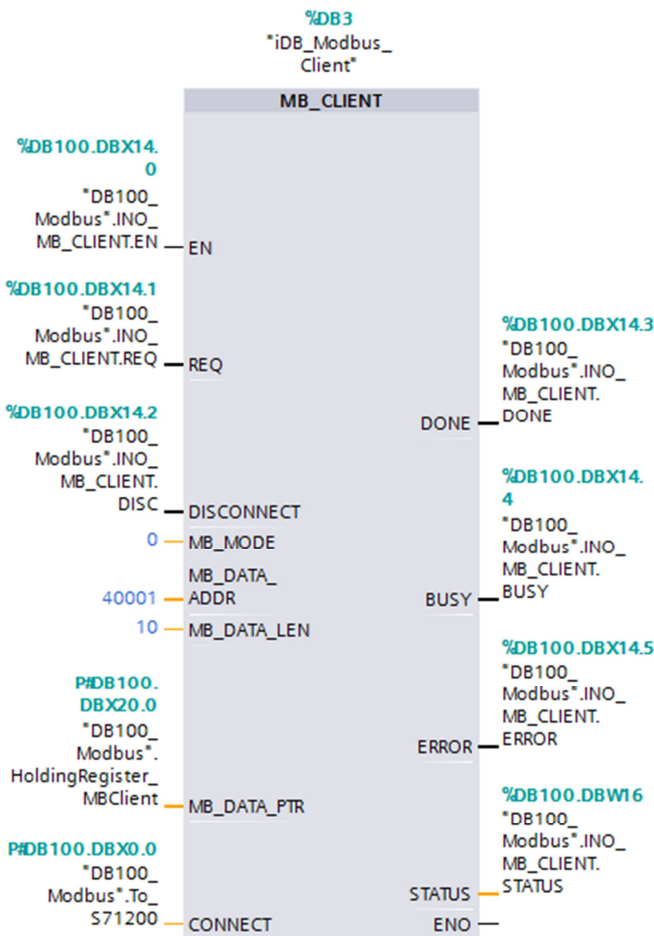 %DB3
"iDB_Modbus_
Client"
MB_CLIENT
%DB100.DBX14.
0
"DB100_
Modbus".INO_
MB_CLIENT.EN
EN
%DB100.DBX14.1
"DB100_
Modbus".INO_
MB_CLIENT.REQ
REQ
%DB100.DBX14.2
"DB100_
Modbus".INO_
MB_CLIENT.
DISC
DISCONNECT
0
MB_MODE
MB_DATA_
40001
ADDR
10
MB_DATA_LEN
P#DB100.
DBX20.0
"DB100_
Modbus".
HoldingRegister_
MBClient
MB_DATA_PTR
P#DB100.DBX0.0
"DB100_
Modbus".To_
S71200
CONNECT
%DB100.DBX14.3
"DB100_
Modbus".INO_
MB_CLIENT.
DONE
DONE
%DB100.DBX14.
4
"DB100_
Modbus".INO_
MB_CLIENT.
BUSY
BUSY
%DB100.DBX14.5
"DB100_
Modbus".INO_
MB_CLIENT.
ERROR
ERROR
%DB100.DBW16
"DB100_
Modbus".INO_
MB_CLIENT.
STATUS
STATUS
ENO